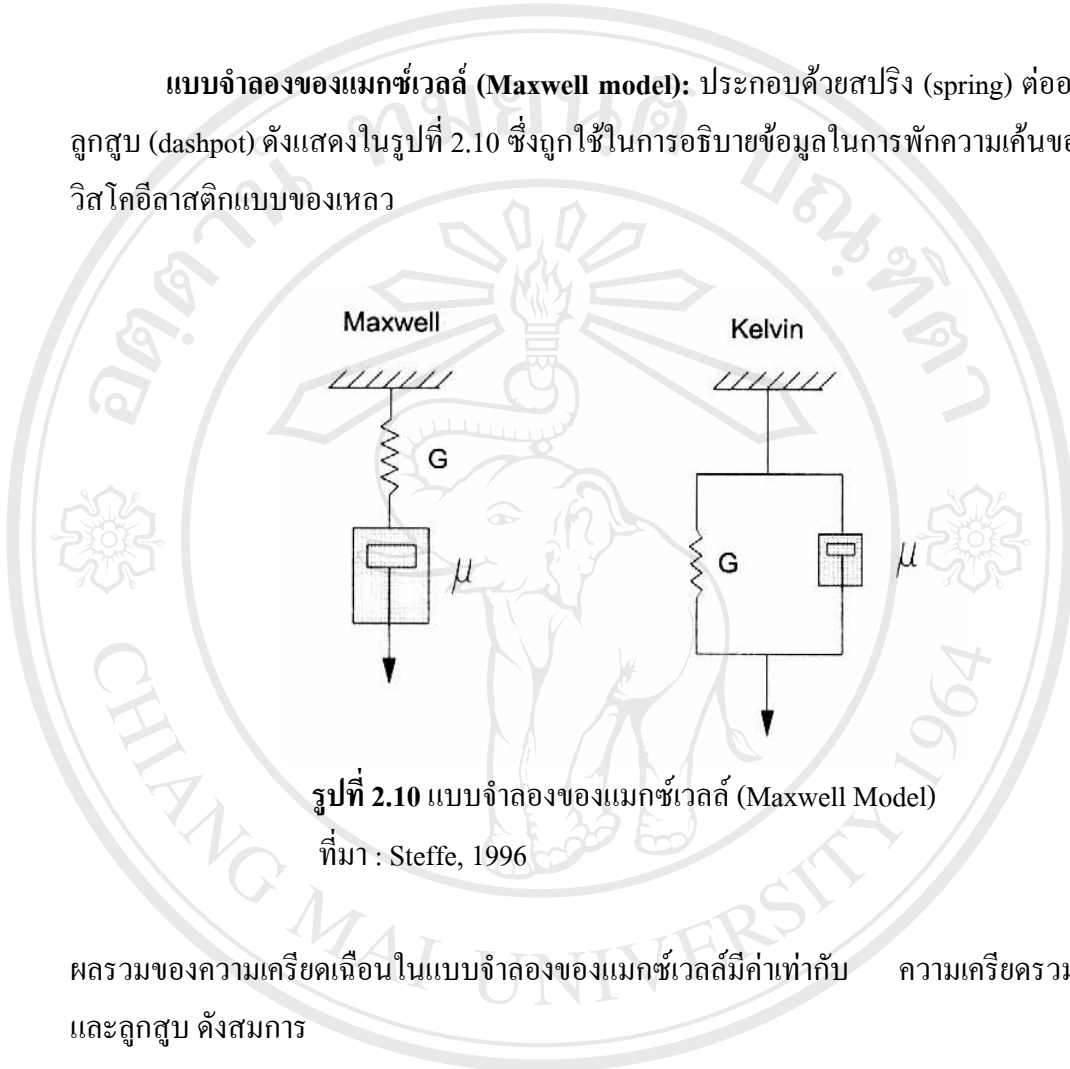 แบบจำลองของแมกซ์เวลล์ (Maxwell model): ประกอบด้วยสปริง (spring)
ลูกสูบ (dashpot) ดังแสดงในรูปที่ 2.10 ซึ่งถูกใช้ในการอธิบายข้อมูลในการพักความเค้น
วิสโคอีลาสติกแบบของเหลว
Maxwell
Kelvin
G
μ
G
μ
รูปที่ 2.10 แบบจำลองของแมกซ์เวลล์ (Maxwell Model)
ที่มา : Steffe, 1996
ผลรวมของความเครียดเฉือนในแบบจำลองของแมกซ์เวลล์มีค่าเท่ากับ ความเครียดรวม
และลูกสูบ ดังสมการ
CHIANG MAI UNIVERSITY 1964